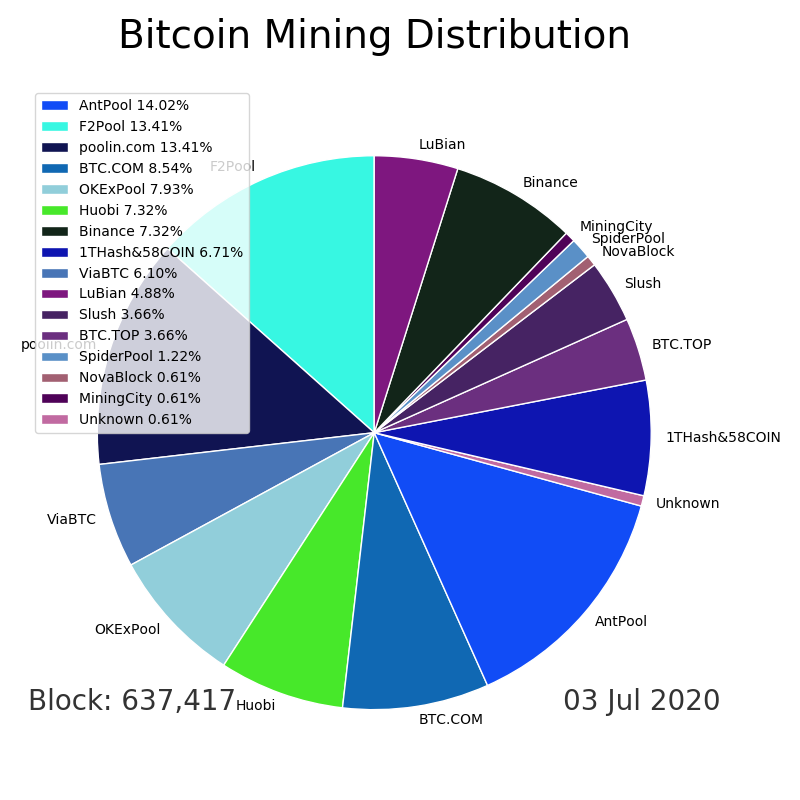 Bitcoin Mining Distribution
AntPool 14.02%
F2Pool 13.41%
poolin.com 13.41%
BTC.COM 8.54%
OKExPool 7.93%
Huobi 7.32%
Binance 7.32%
1THash&58COIN 6.71%
ViaBTC 6.10%
LuBian 4.88%
Slush 3.66%
BTC.TOP 3.66%
SpiderPool 1.22%
NovaBlock 0.61%
MiningCity 0.61%
Unknown 0.61%
F2Pool
LuBian
Binance
MiningCity
SpiderPool
NovaBlock
Slush
BTC.TOP
poolin.com
1THash&58COIN
Unknown
ViaBTC
AntPool
OKExPool
Huobi
BTC.COM
Block: 637,417
03 Jul 2020